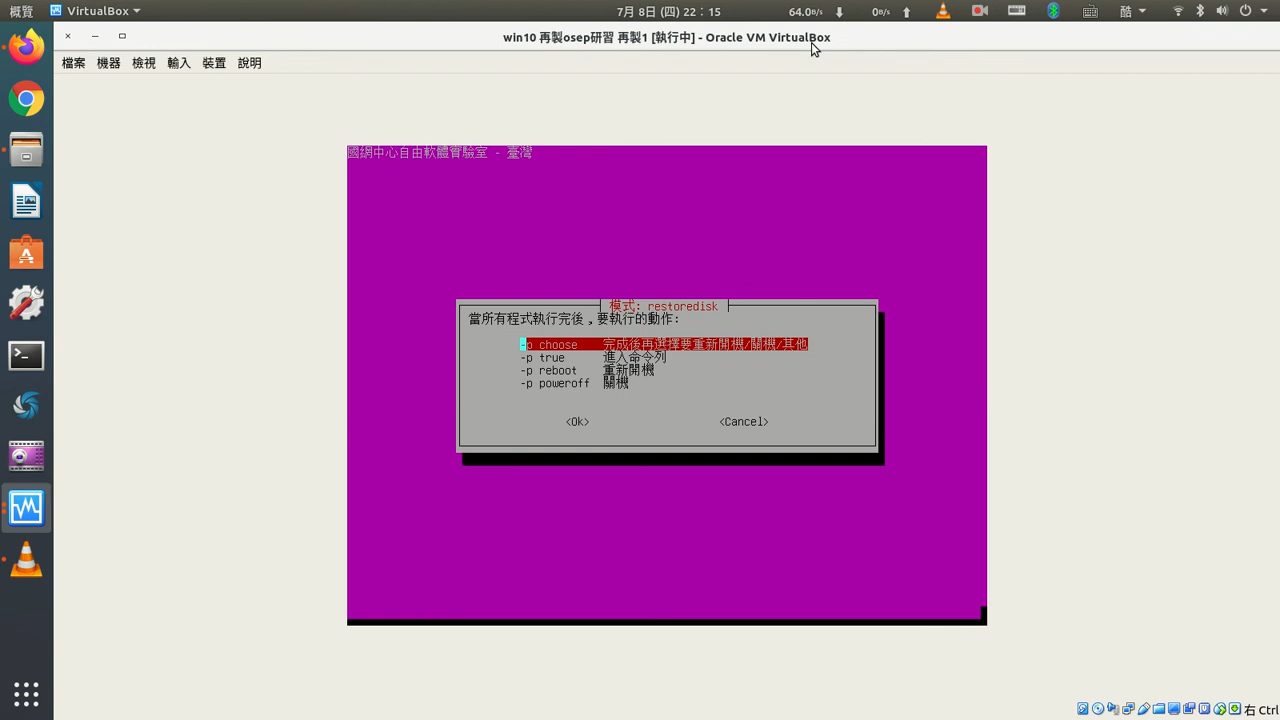 概覽 VirtualBox 7月 8日 (四) 22：15 64.0B/s 0B/s 酷
win10 再製osep研習 再製1 [執行中] - Oracle VM VirtualBox
檔案 機器 檢視 輸入 裝置 說明
國網中心自由軟體實驗室 - 臺灣
模式: restoredisk
當所有程式執行完後，要執行的動作:
-p choose 完成後再選擇要重新開機/關機/其他
-p true 進入命令列
-p reboot 重新開機
-p poweroff 關機
<Ok> <Cancel>
右 Ctrl